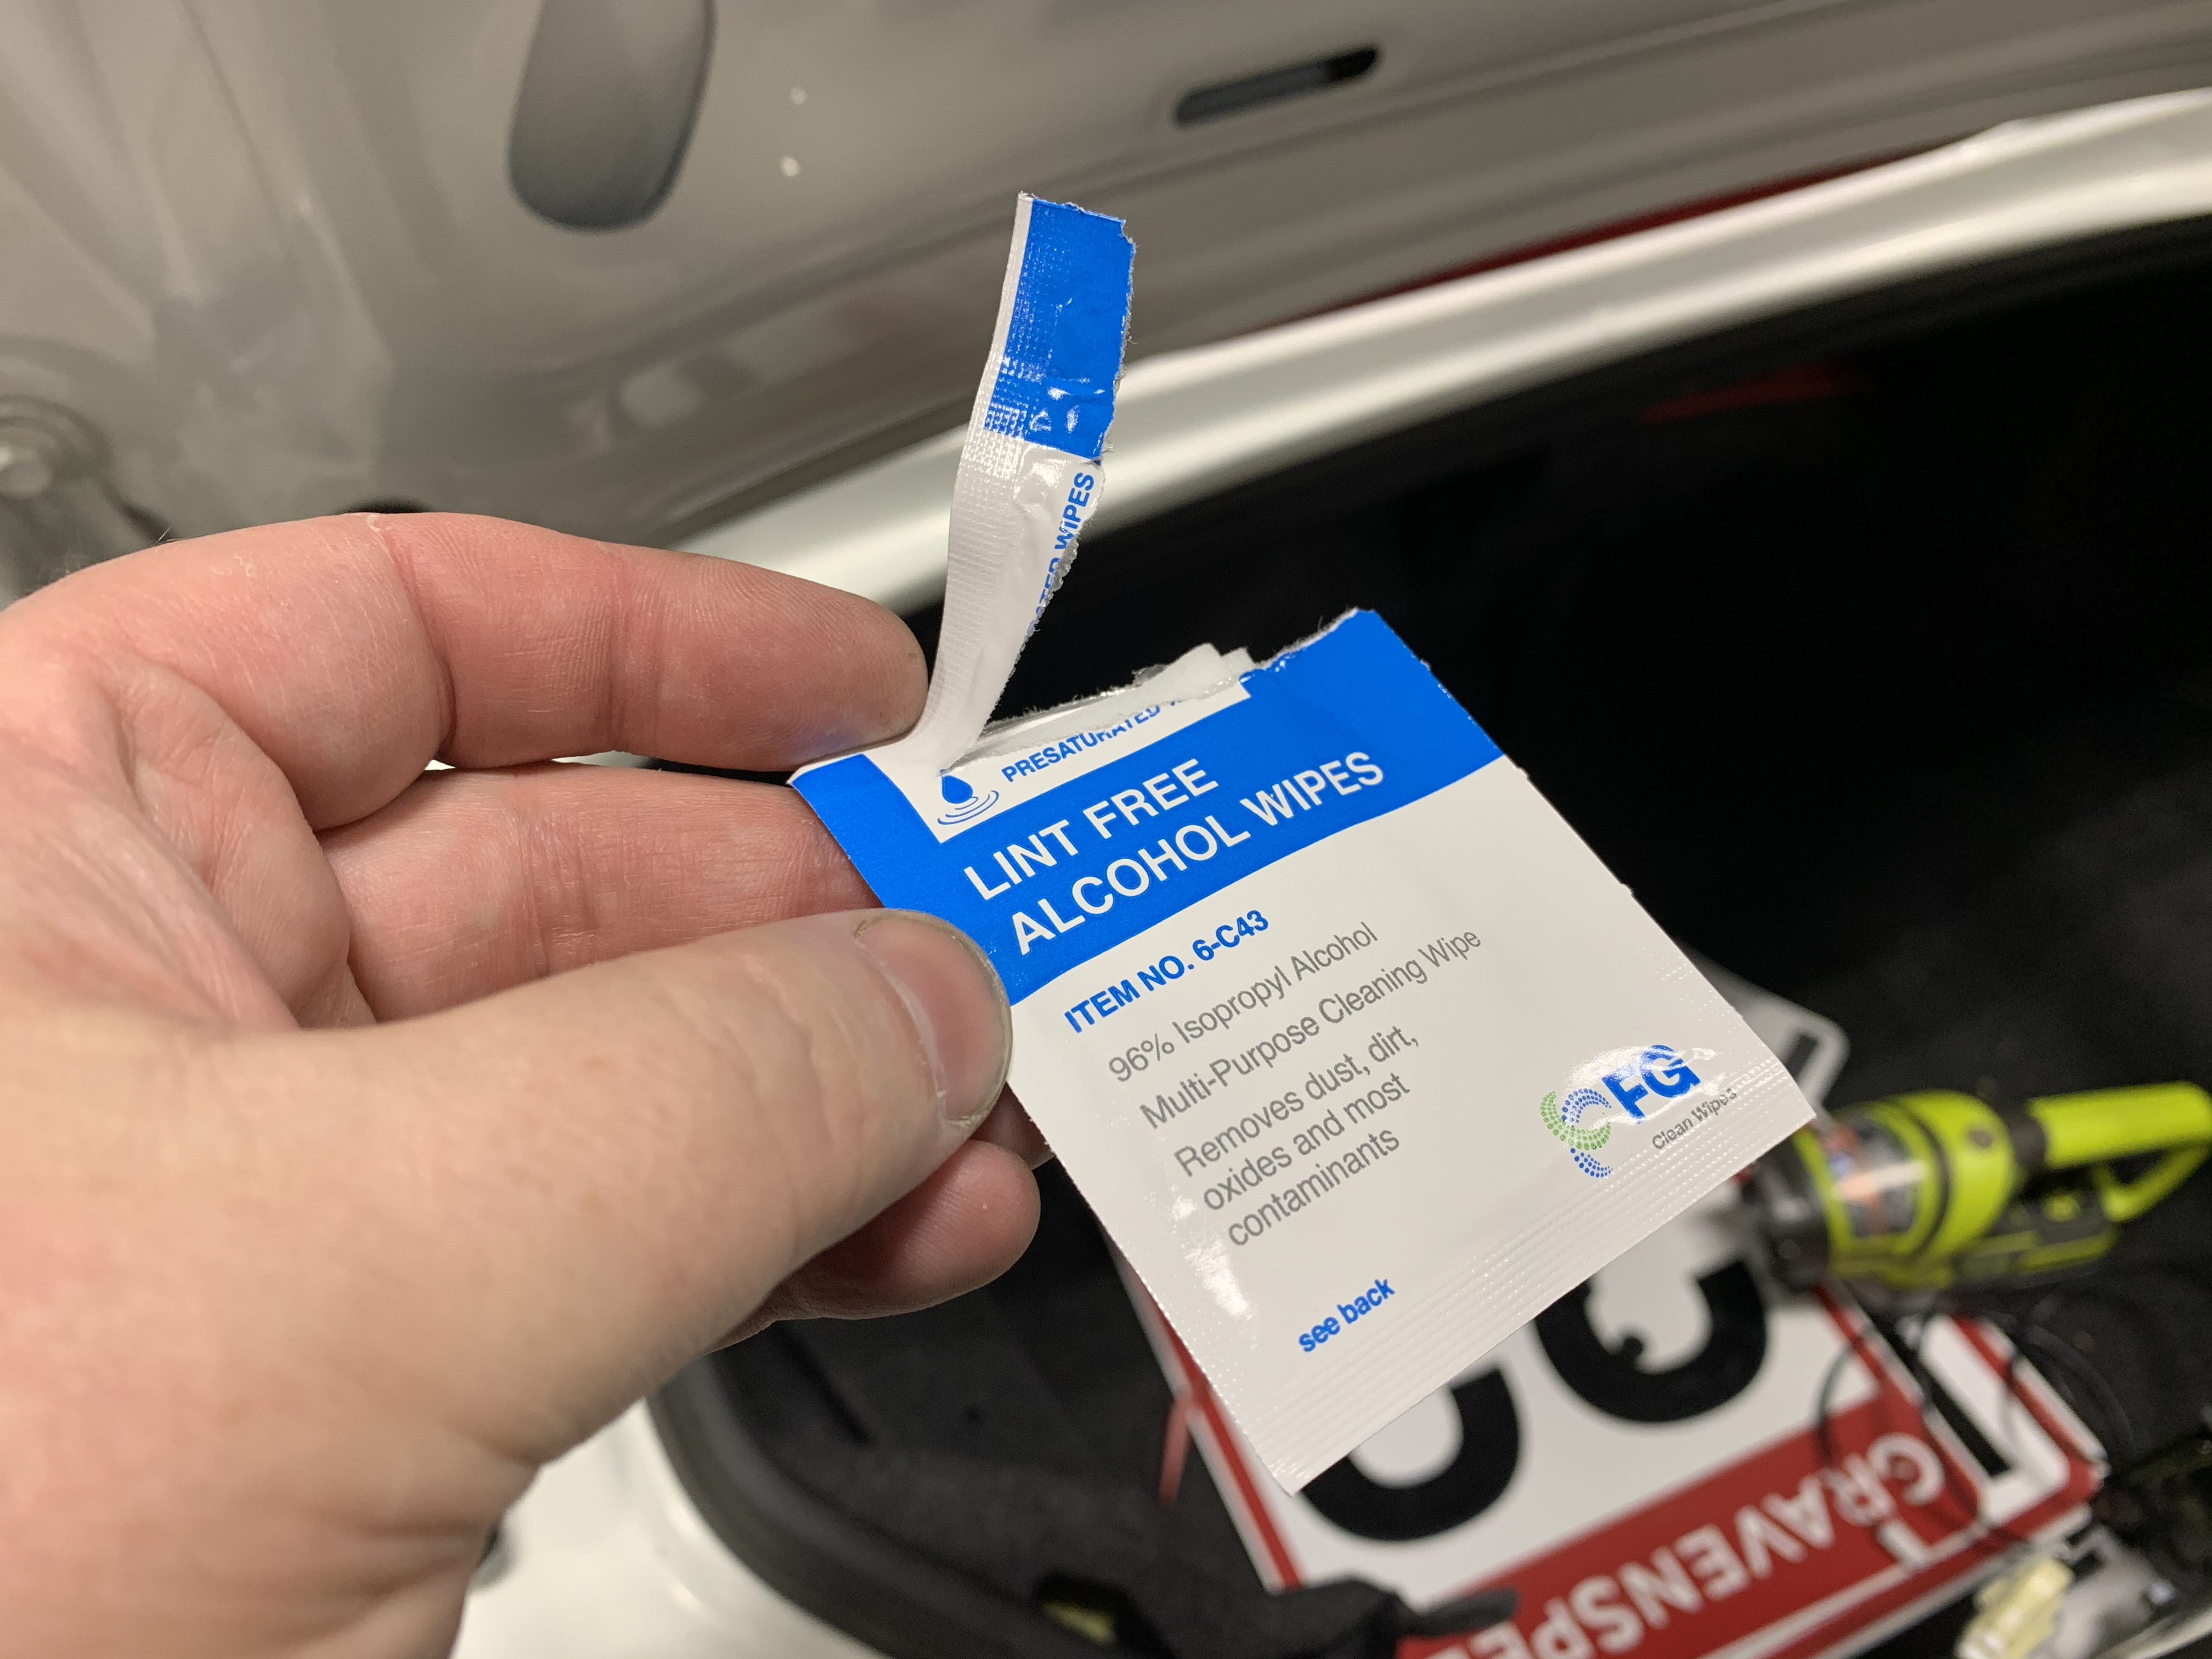 WIPES
PRESATURATED
LINT FREE
ALCOHOL WIPES
ITEM NO. 6-C43
96% Isopropyl Alcohol
Multi-Purpose Cleaning Wipe
Removes dust, dirt,
oxides and most
contaminants
FG
Clean Wipes
see back